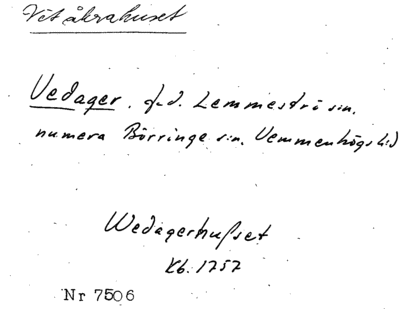 Vitåkrahuset
Vedager, f.d. Lemmeströ sn.
numera Börringe sn. Vemmenhögs hd
Wedagerhußet
Kb. 1757
Nr 7506